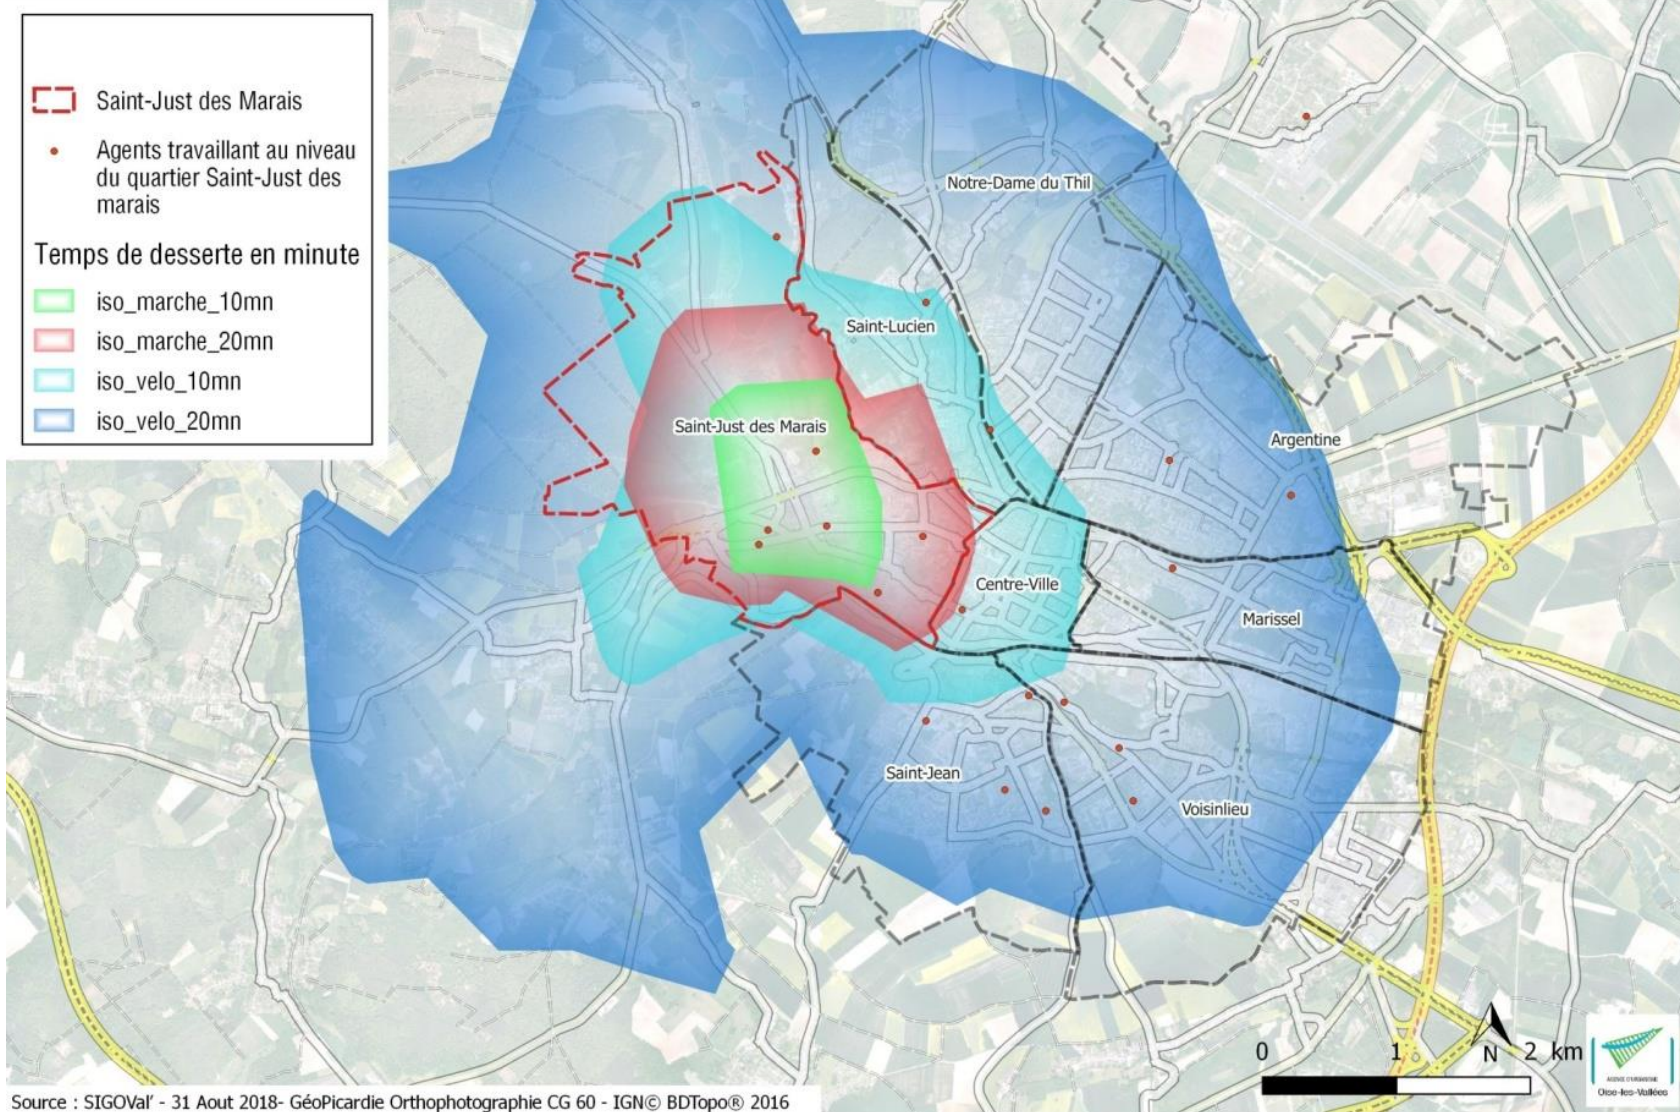 Saint-Just des Marais
Agents travaillant au niveau
du quartier Saint-Just des
marais
Temps de desserte en minute
iso_marche_10mn
iso_marche_20mn
iso_velo_10mn
iso_velo_20mn
Notre-Dame du Thil
Saint-Lucien
Saint-Just des Marais
Argentine
Centre-Ville
Marissel
Saint-Jean
Voisinlieu
0 1 2 km
N
Oise-les-Vallées
Source : SIGOVal' - 31 Aout 2018- GéoPicardie Orthophotographie CG 60 - IGN© BDTopo® 2016